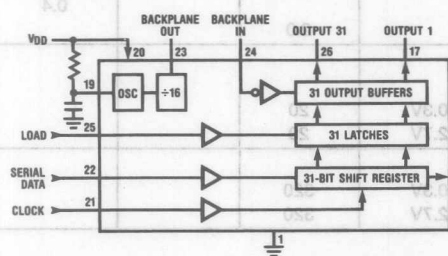 BACKPLANE OUT
BACKPLANE IN
OUTPUT 31
OUTPUT 1
VDD
20
23
24
26
17
19
OSC
÷16
31 OUTPUT BUFFERS
LOAD
25
31 LATCHES
SERIAL DATA
22
31-BIT SHIFT REGISTER
CLOCK
21
1